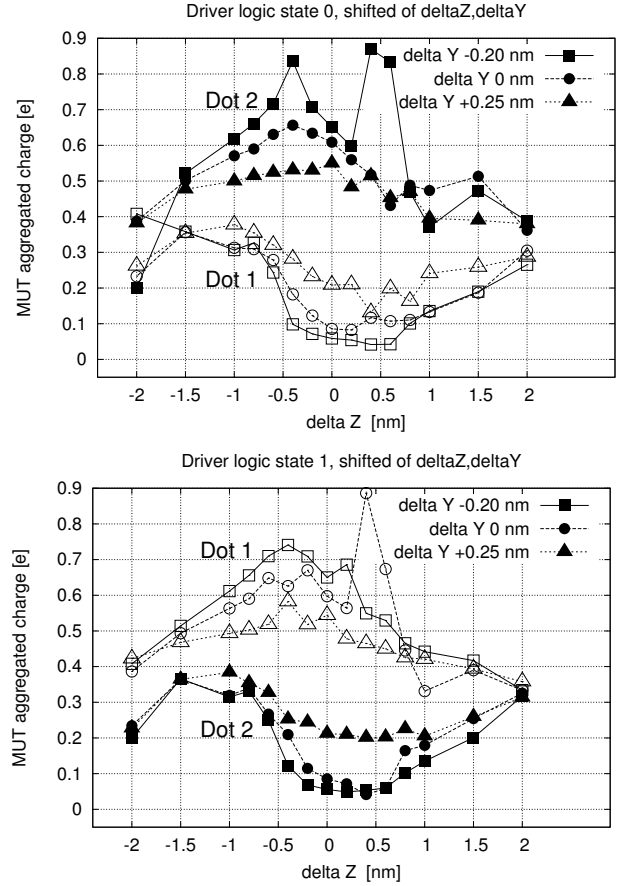 Driver logic state 0, shifted of deltaZ,deltaY
MUT aggregated charge [e]
0.9
0.8
0.7
0.6
0.5
0.4
0.3
0.2
0.1
0
delta Y -0.20 nm
delta Y 0 nm
delta Y +0.25 nm
Dot 2
Dot 1
-2 -1.5 -1 -0.5 0 0.5 1 1.5 2
delta Z [nm]
Driver logic state 1, shifted of deltaZ,deltaY
MUT aggregated charge [e]
0.9
0.8
0.7
0.6
0.5
0.4
0.3
0.2
0.1
0
delta Y -0.20 nm
delta Y 0 nm
delta Y +0.25 nm
Dot 1
Dot 2
-2 -1.5 -1 -0.5 0 0.5 1 1.5 2
delta Z [nm]